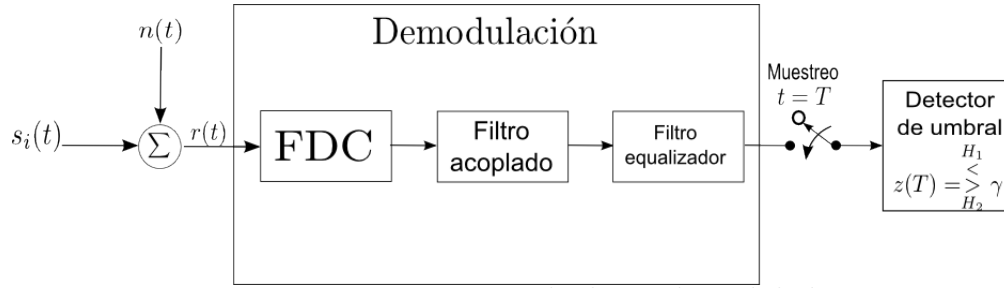 n(t)
Demodulación
s_i(t)
Σ
r(t)
FDC
Filtro
acoplado
Filtro
equalizador
Muestreo
t = T
Detector
de umbral
H_1
z(T) = <
> γ
H_2